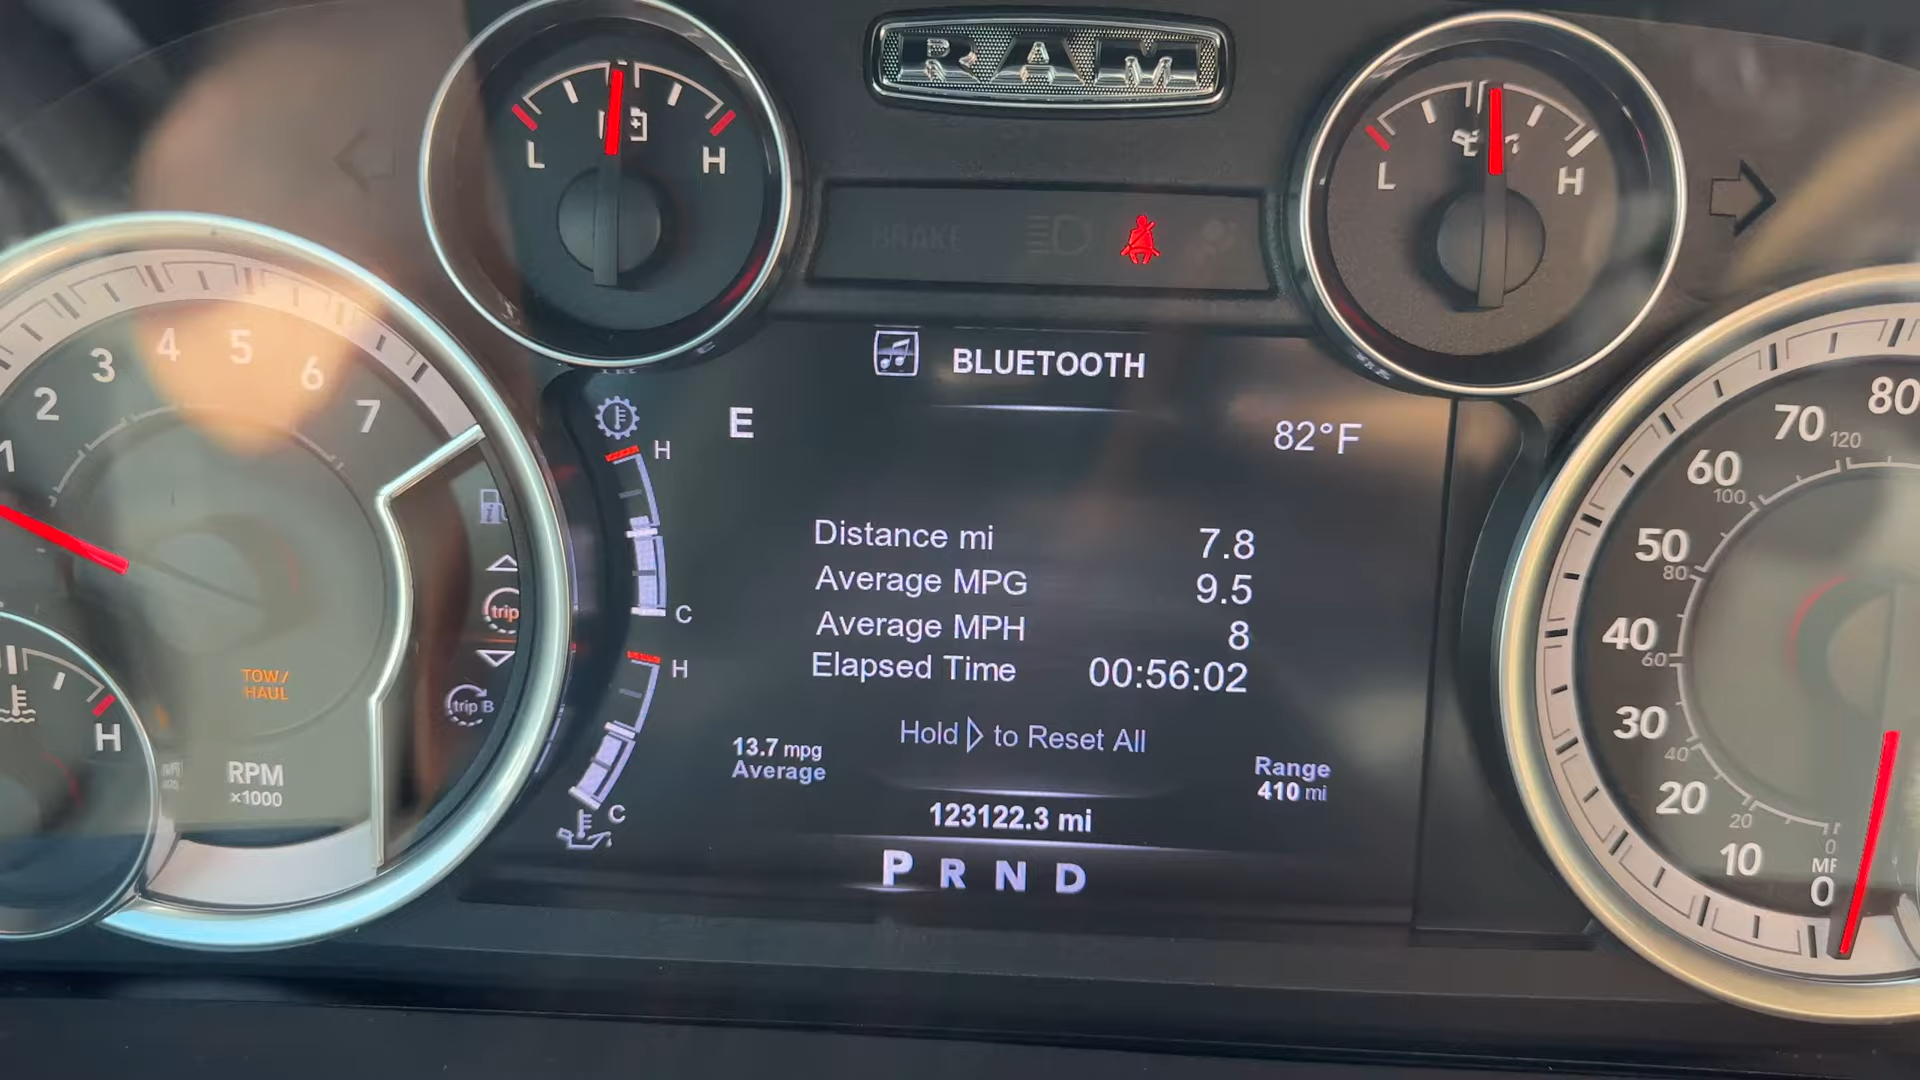 RAM
L
H
L
H
BRAKE
BLUETOOTH
E
82°F
H
C
H
C
Distance mi 7.8
Average MPG 9.5
Average MPH 8
Elapsed Time 00:56:02
Hold ▷ to Reset All
13.7 mpg
Average
Range
410 mi
123122.3 mi
P R N D
1
2
3
4
5
6
7
TOW/
HAUL
RPM
x1000
H
trip
trip B
80
70
120
60
100
50
80
40
60
30
40
20
20
10
0
0